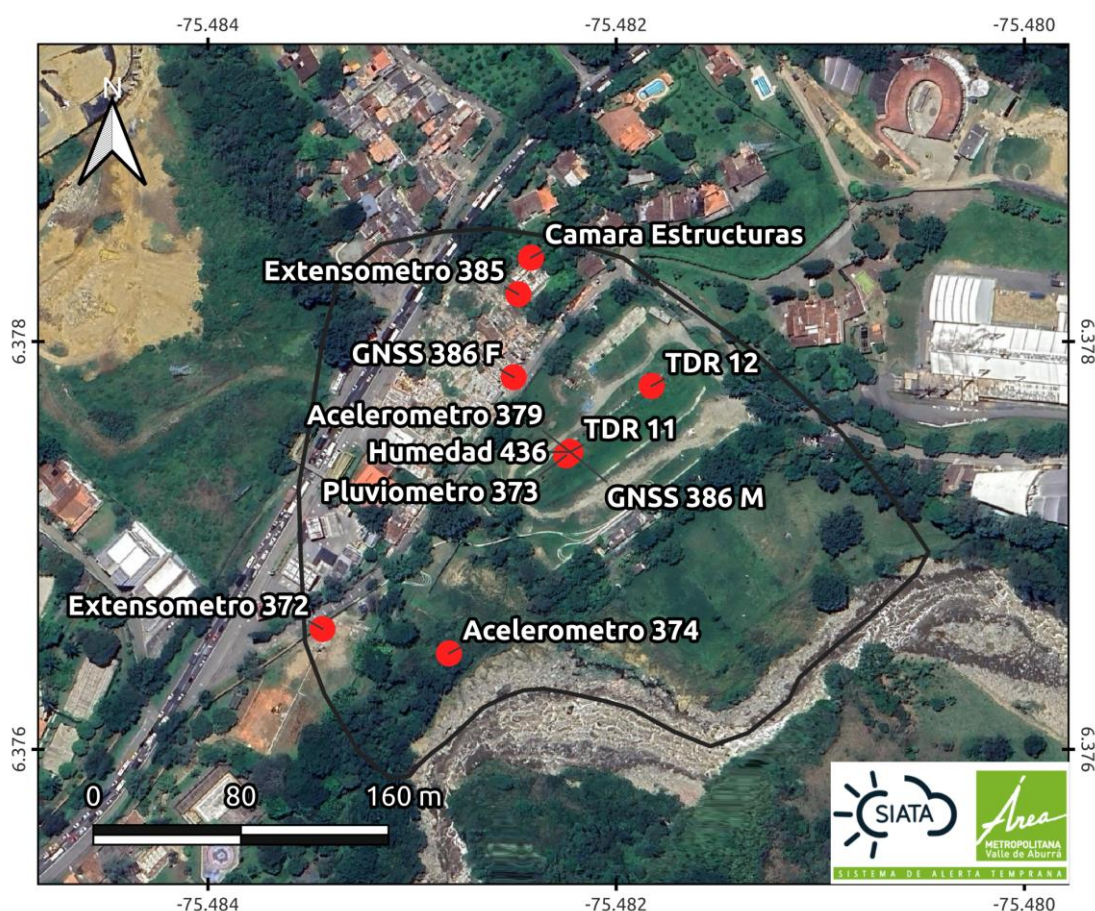 -75.484
-75.482
-75.480
N
Camara Estructuras
Extensometro 385
6.378
6.378
GNSS 386 F
TDR 12
Acelerometro 379
TDR 11
Humedad 436
Pluviometro 373
GNSS 386 M
Extensometro 372
Acelerometro 374
6.376
6.376
0
80
160 m
SIATA
Área
METROPOLITANA
Valle de Aburrá
SISTEMA DE ALERTA TEMPRANA
-75.484
-75.482
-75.480